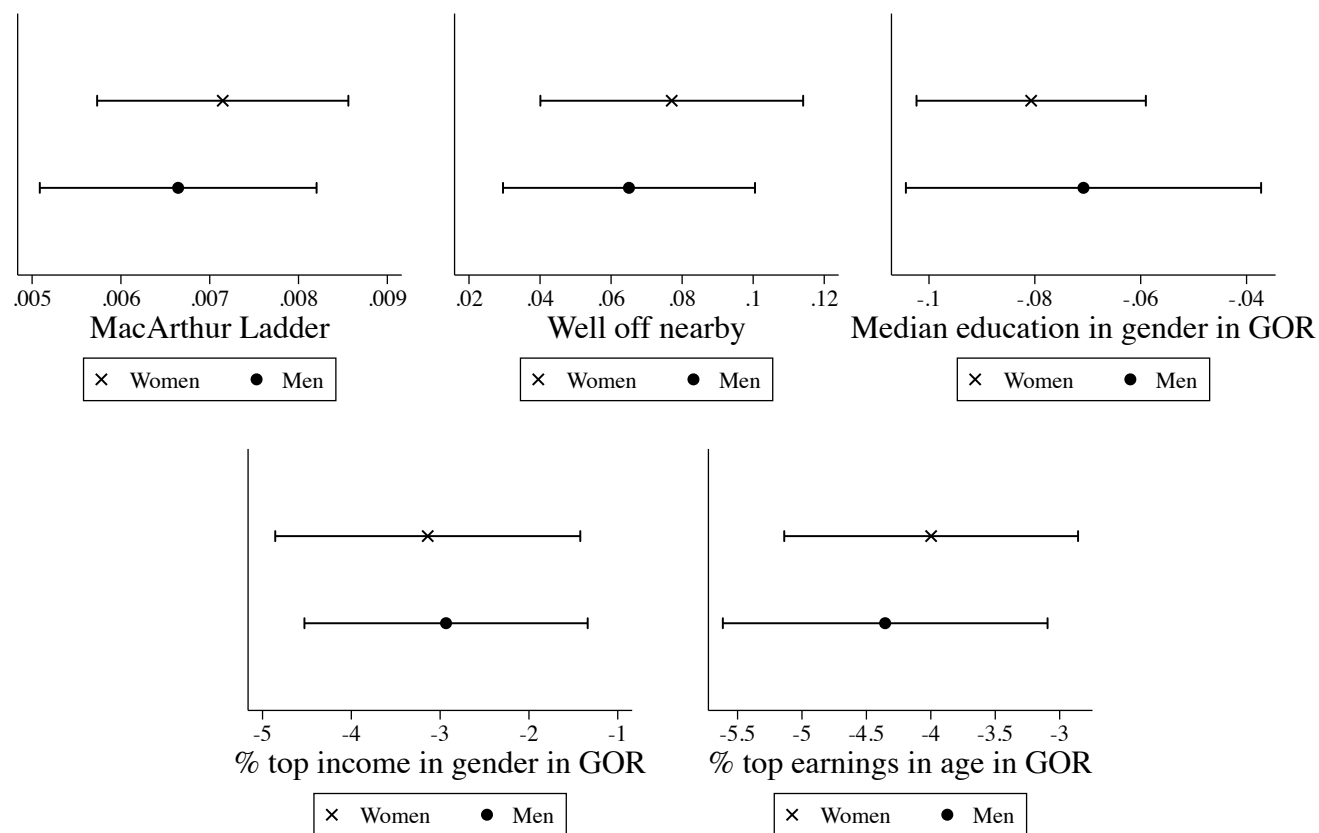 .005 .006 .007 .008 .009
MacArthur Ladder
× Women ● Men
.02 .04 .06 .08 .1 .12
Well off nearby
× Women ● Men
-.1 -.08 -.06 -.04
Median education in gender in GOR
× Women ● Men
-5 -4 -3 -2 -1
% top income in gender in GOR
× Women ● Men
-5.5 -5 -4.5 -4 -3.5 -3
% top earnings in age in GOR
× Women ● Men